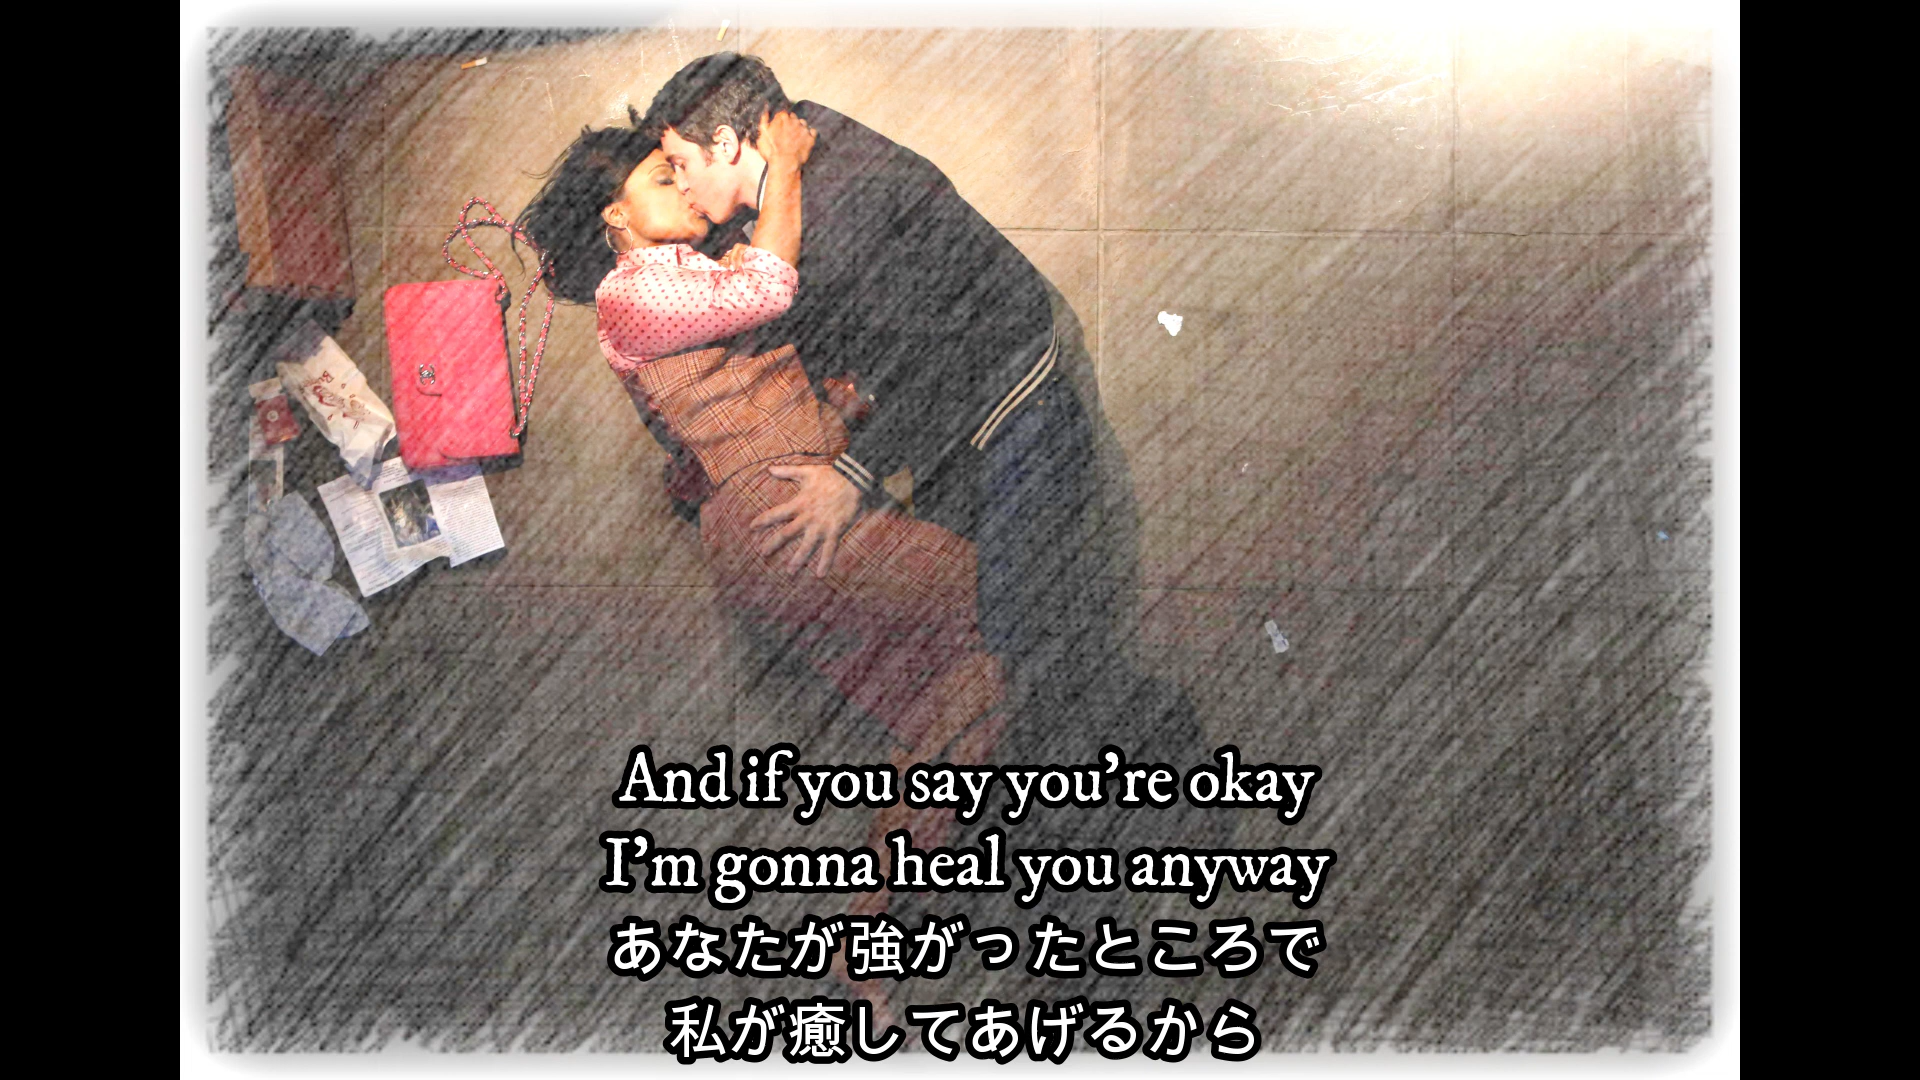 And if you say you're okay
I'm gonna heal you anyway
あなたが強がったところで
私が癒してあげるから